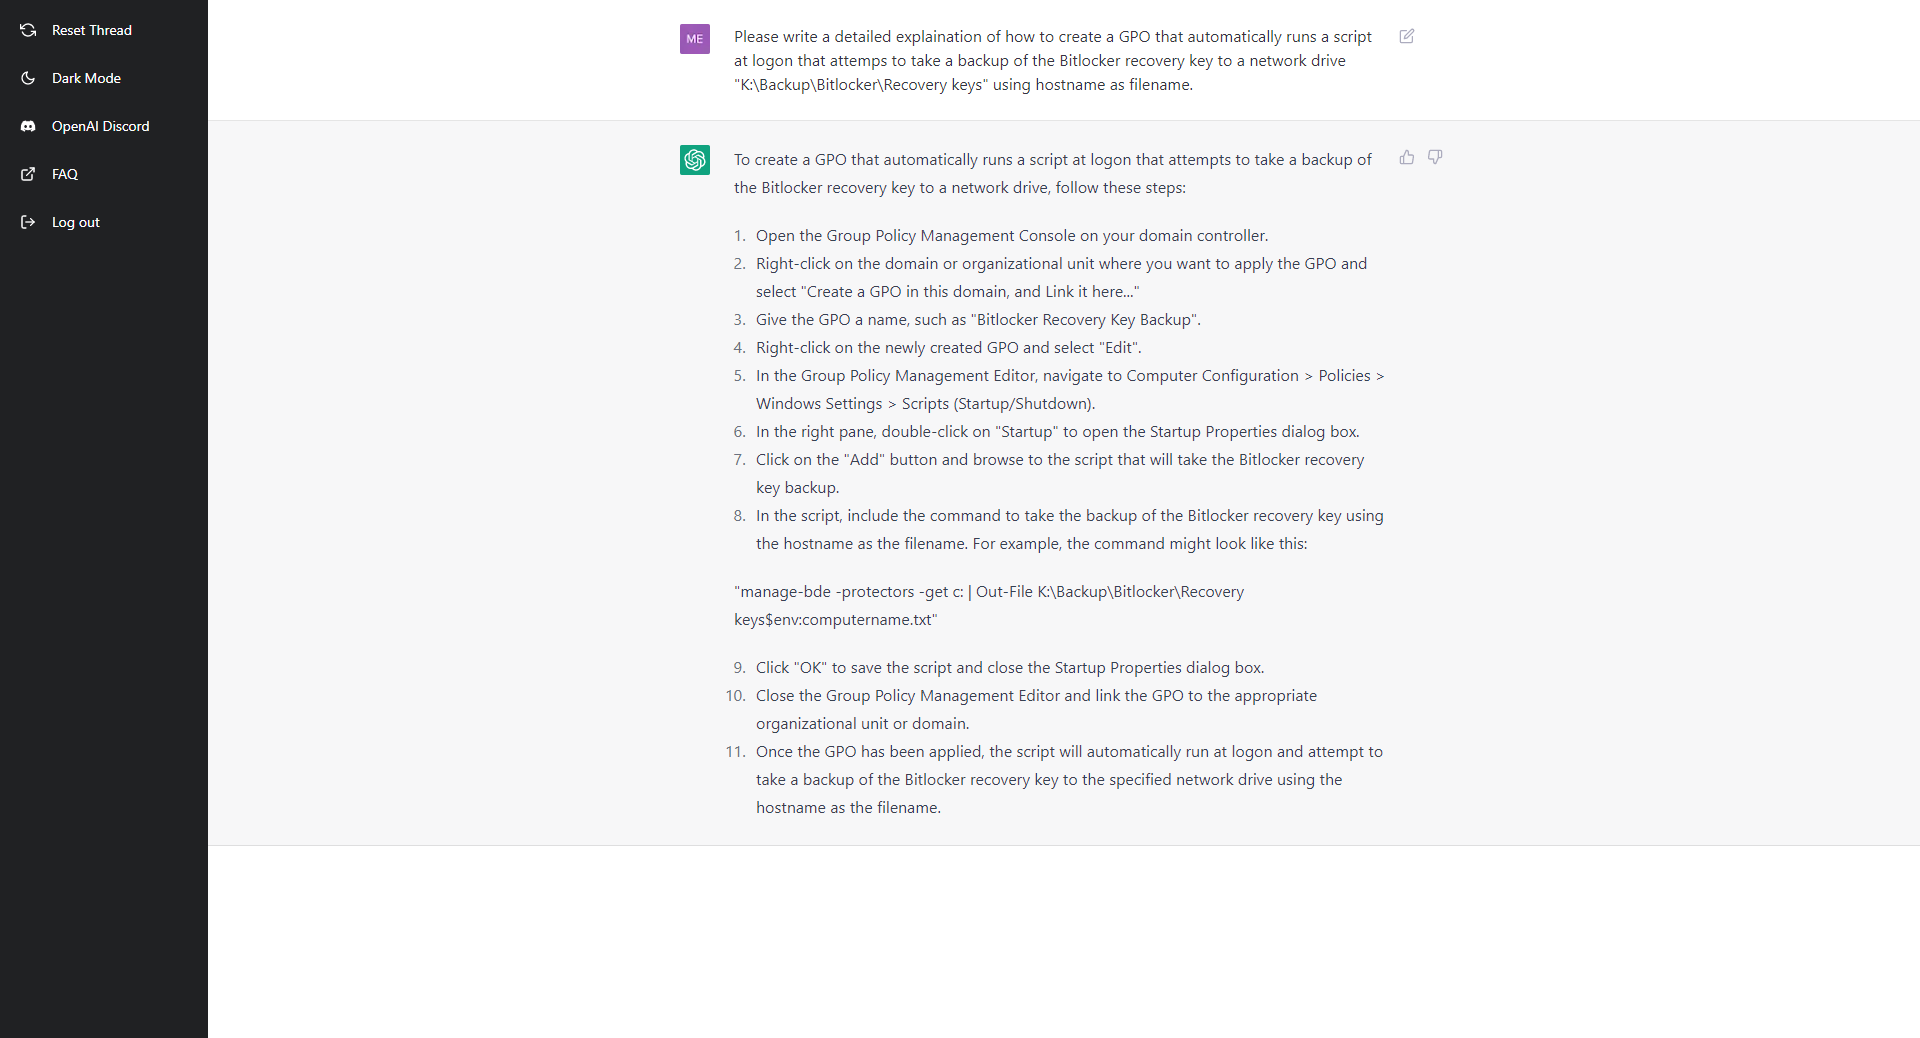 Reset Thread
Dark Mode
OpenAI Discord
FAQ
Log out
ME
Please write a detailed explaination of how to create a GPO that automatically runs a script
at logon that attemps to take a backup of the Bitlocker recovery key to a network drive
"K:\Backup\Bitlocker\Recovery keys" using hostname as filename.
To create a GPO that automatically runs a script at logon that attempts to take a backup of
the Bitlocker recovery key to a network drive, follow these steps:
1. Open the Group Policy Management Console on your domain controller.
2. Right-click on the domain or organizational unit where you want to apply the GPO and
select "Create a GPO in this domain, and Link it here..."
3. Give the GPO a name, such as "Bitlocker Recovery Key Backup".
4. Right-click on the newly created GPO and select "Edit".
5. In the Group Policy Management Editor, navigate to Computer Configuration > Policies >
Windows Settings > Scripts (Startup/Shutdown).
6. In the right pane, double-click on "Startup" to open the Startup Properties dialog box.
7. Click on the "Add" button and browse to the script that will take the Bitlocker recovery
key backup.
8. In the script, include the command to take the backup of the Bitlocker recovery key using
the hostname as the filename. For example, the command might look like this:
"manage-bde -protectors -get c: | Out-File K:\Backup\Bitlocker\Recovery
keys$env:computername.txt"
9. Click "OK" to save the script and close the Startup Properties dialog box.
10. Close the Group Policy Management Editor and link the GPO to the appropriate
organizational unit or domain.
11. Once the GPO has been applied, the script will automatically run at logon and attempt to
take a backup of the Bitlocker recovery key to the specified network drive using the
hostname as the filename.